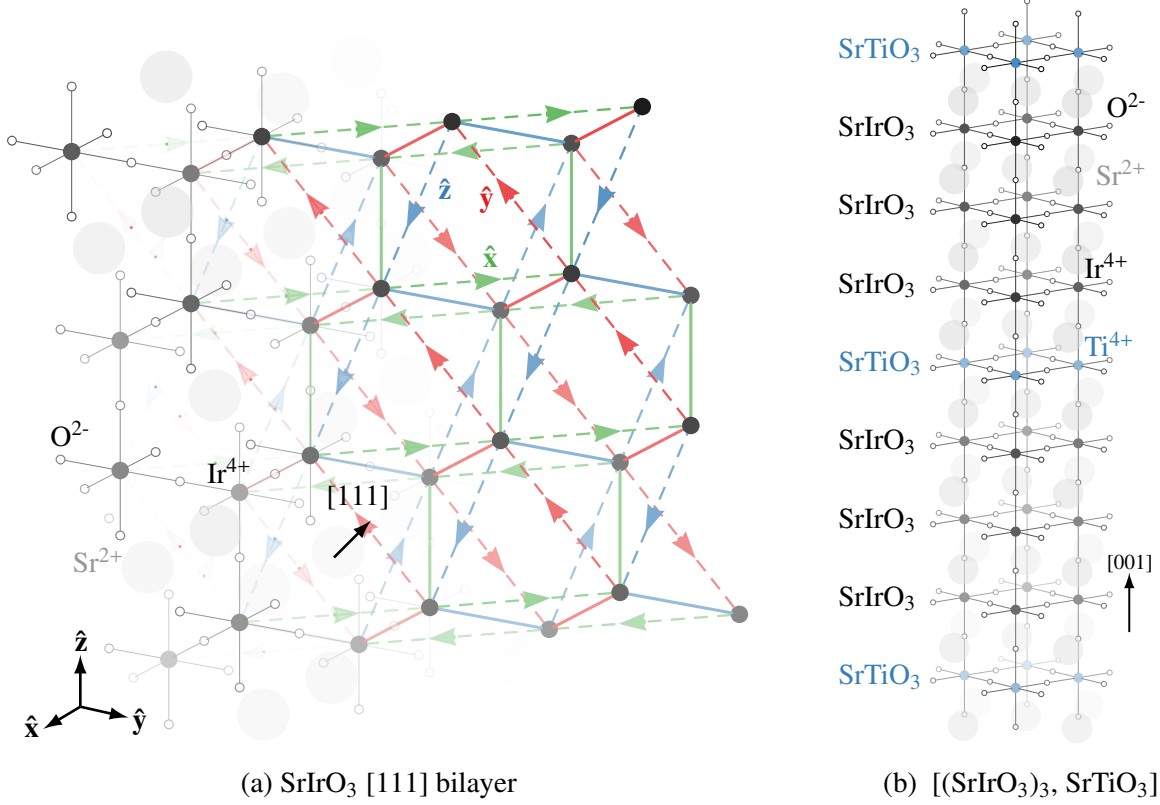 SrTiO₃
SrIrO₃
O²⁻
Sr²⁺
SrIrO₃
ẑ
ŷ
x̂
SrIrO₃
Ir⁴⁺
SrTiO₃
Ti⁴⁺
O²⁻
Ir⁴⁺
[111]
SrIrO₃
Sr²⁺
SrIrO₃
[001]
SrIrO₃
ẑ
x̂
ŷ
SrTiO₃
(a) SrIrO₃ [111] bilayer
(b) [(SrIrO₃)₃, SrTiO₃]